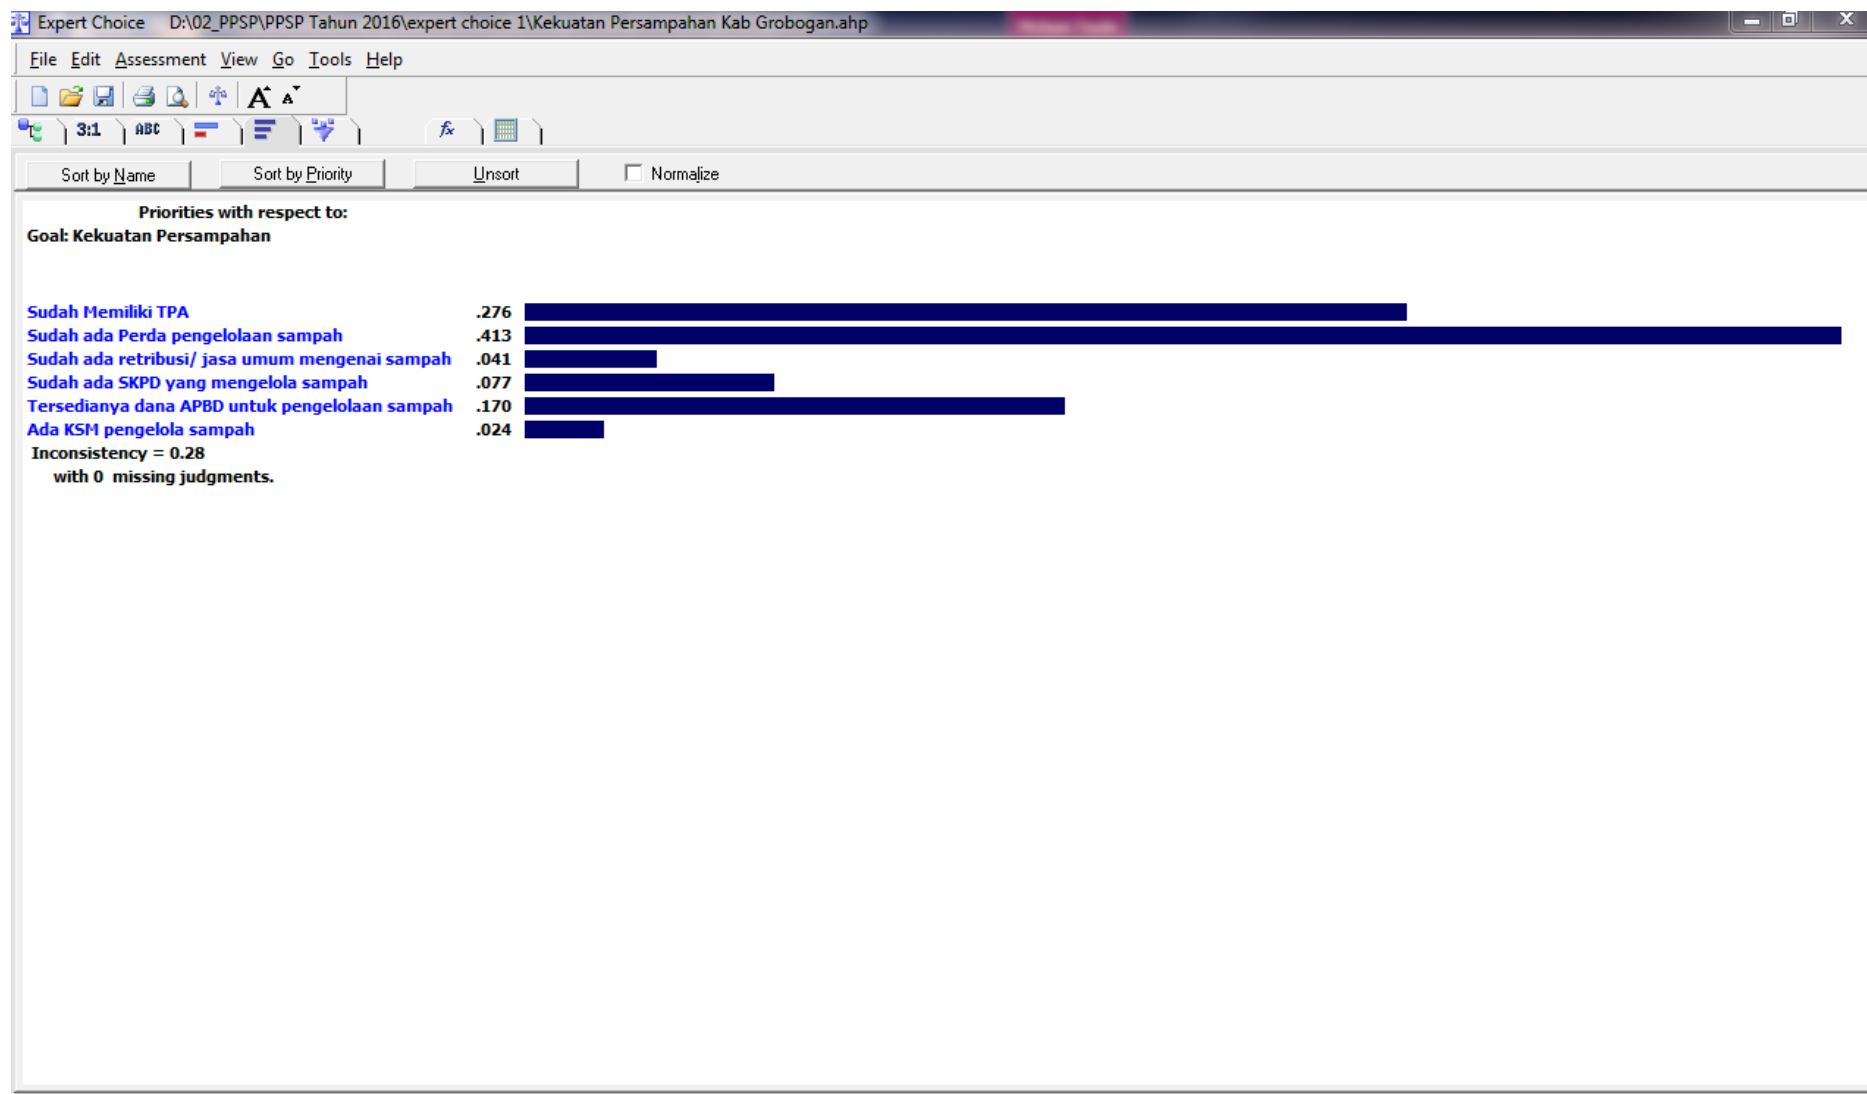 Expert Choice D:\02_PPSP\PPSP Tahun 2016\expert choice 1\Kekuatan Persampahan Kab Grobogan.ahp
File Edit Assessment View Go Tools Help
A A
3:1 ABC fx
Sort by Name Sort by Priority Unsort Normalize
Priorities with respect to:
Goal: Kekuatan Persampahan
Sudah Memiliki TPA .276
Sudah ada Perda pengelolaan sampah .413
Sudah ada retribusi/ jasa umum mengenai sampah .041
Sudah ada SKPD yang mengelola sampah .077
Tersedianya dana APBD untuk pengelolaan sampah .170
Ada KSM pengelola sampah .024
Inconsistency = 0.28
with 0 missing judgments.